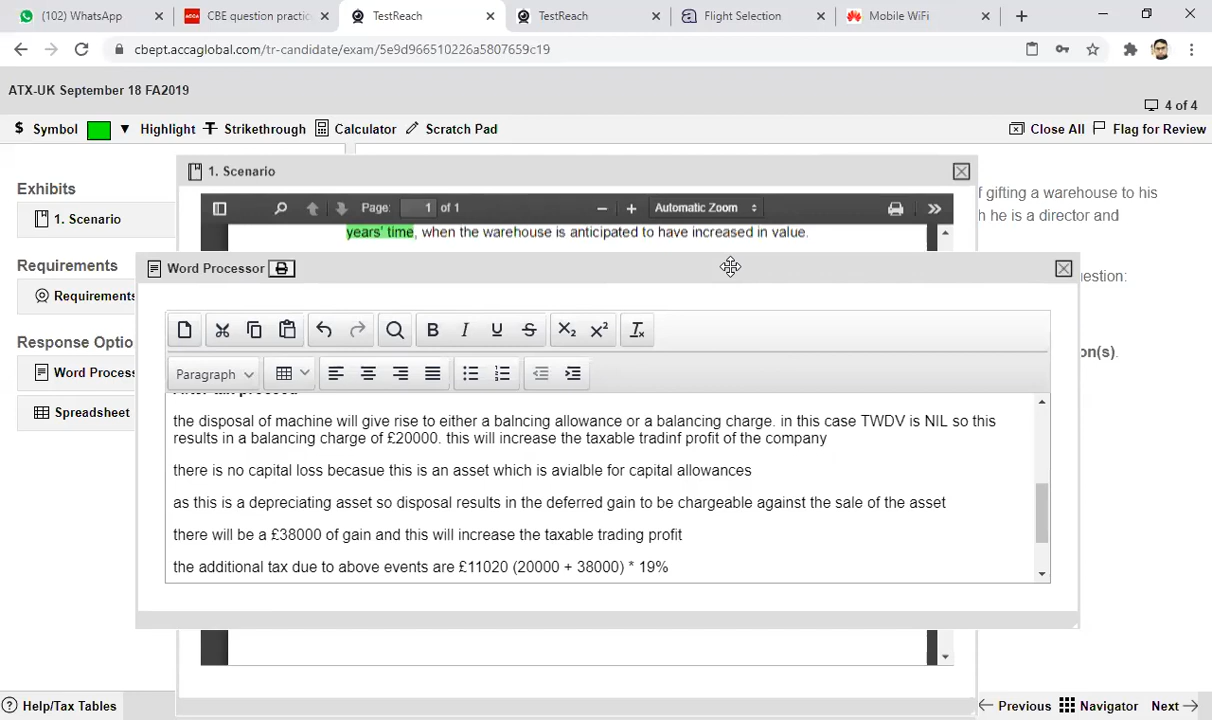 (102) WhatsApp
CBE question practic
TestReach
TestReach
Flight Selection
Mobile WiFi
cbept.accaglobal.com/tr-candidate/exam/5e9d966510226a5807659c19
ATX-UK September 18 FA2019
4 of 4
$ Symbol Highlight Strikethrough Calculator Scratch Pad Close All Flag for Review
1. Scenario
Exhibits
f gifting a warehouse to his
1. Scenario
Page: 1 of 1 Automatic Zoom
h he is a director and
years' time, when the warehouse is anticipated to have increased in value.
Requirements
Word Processor
estion:
Requirements
Response Optio
on(s).
Word Process
Paragraph
Spreadsheet
the disposal of machine will give rise to either a balncing allowance or a balancing charge. in this case TWDV is NIL so this
results in a balancing charge of £20000. this will increase the taxable tradinf profit of the company
there is no capital loss becasue this is an asset which is avialble for capital allowances
as this is a depreciating asset so disposal results in the deferred gain to be chargeable against the sale of the asset
there will be a £38000 of gain and this will increase the taxable trading profit
the additional tax due to above events are £11020 (20000 + 38000) * 19%
Help/Tax Tables
Previous Navigator Next